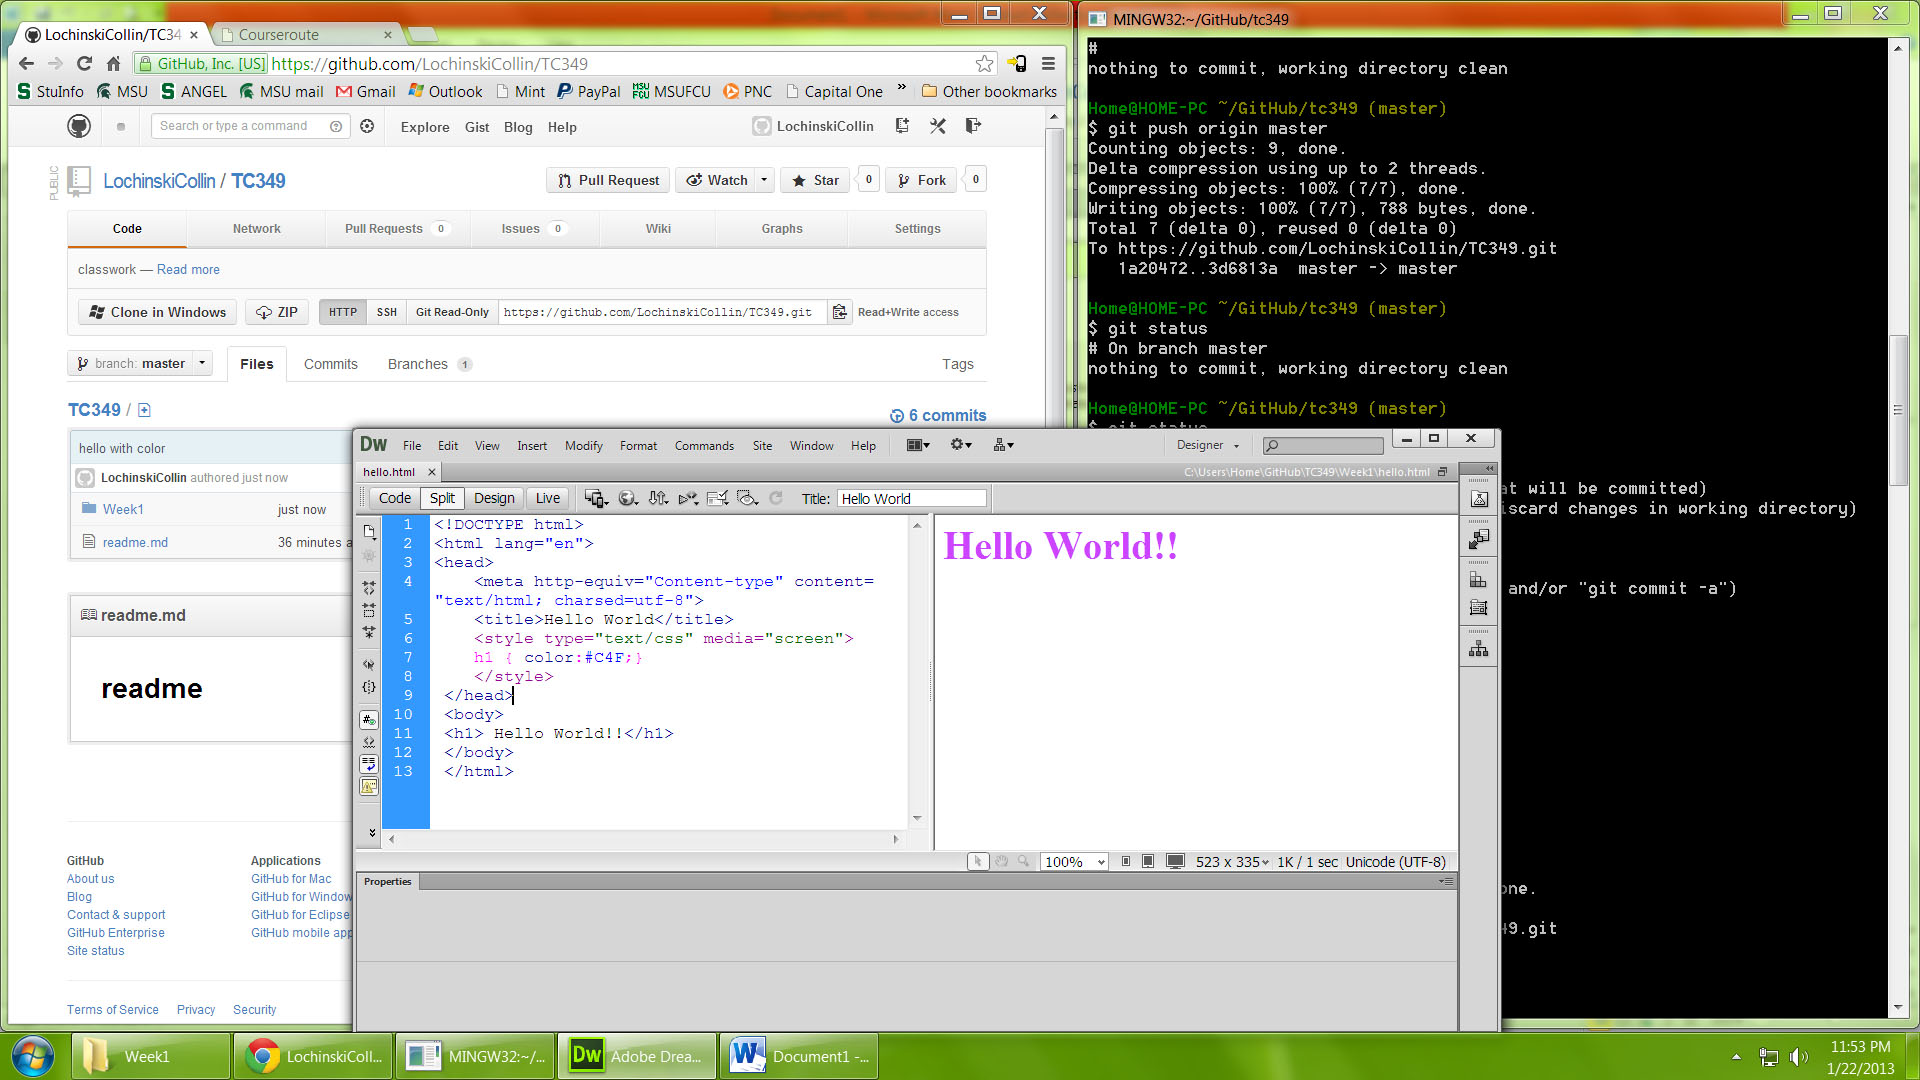 LochinskiCollin/TC34
Courseroute
GitHub, Inc. [US] https://github.com/LochinskiCollin/TC349
StuInfo MSU ANGEL MSU mail Gmail Outlook Mint PayPal MSUFCU PNC Capital One » Other bookmarks
Search or type a command
Explore Gist Blog Help
LochinskiCollin
PUBLIC
LochinskiCollin / TC349
Pull Request Watch Star 0 Fork 0
Code Network Pull Requests 0 Issues 0 Wiki Graphs Settings
classwork — Read more
Clone in Windows ZIP HTTP SSH Git Read-Only https://github.com/LochinskiCollin/TC349.git Read+Write access
branch: master Files Commits Branches 1 Tags
TC349 /
6 commits
hello with color
LochinskiCollin authored just now
Week1 just now
readme.md 36 minutes a
readme.md
readme
GitHub
About us
Blog
Contact & support
GitHub Enterprise
Site status
Applications
GitHub for Mac
GitHub for Window
GitHub for Eclipse
GitHub mobile app
Terms of Service Privacy Security
MINGW32:~/GitHub/tc349
#
nothing to commit, working directory clean
Home@HOME-PC ~/GitHub/tc349 (master)
$ git push origin master
Counting objects: 9, done.
Delta compression using up to 2 threads.
Compressing objects: 100% (7/7), done.
Writing objects: 100% (7/7), 788 bytes, done.
Total 7 (delta 0), reused 0 (delta 0)
To https://github.com/LochinskiCollin/TC349.git
1a20472..3d6813a master -> master
Home@HOME-PC ~/GitHub/tc349 (master)
$ git status
# On branch master
nothing to commit, working directory clean
Home@HOME-PC ~/GitHub/tc349 (master)
$ git status
at will be committed)
iscard changes in working directory)
and/or "git commit -a")
one.
49.git
Dw File Edit View Insert Modify Format Commands Site Window Help
Designer
hello.html
C:\Users\Home\GitHub\TC349\Week1\hello.html
Code Split Design Live
Title: Hello World
1 <!DOCTYPE html>
2 <html lang="en">
3 <head>
4 <meta http-equiv="Content-type" content=
"text/html; charsed=utf-8">
5 <title>Hello World</title>
6 <style type="text/css" media="screen">
7 h1 { color:#C4F;}
8 </style>
9 </head>
10 <body>
11 <h1> Hello World!!</h1>
12 </body>
13 </html>
Hello World!!
100% 523 x 335 1K / 1 sec Unicode (UTF-8)
Properties
Week1
LochinskiColl...
MINGW32:~/...
Dw Adobe Drea...
W Document1 -...
11:53 PM
1/22/2013